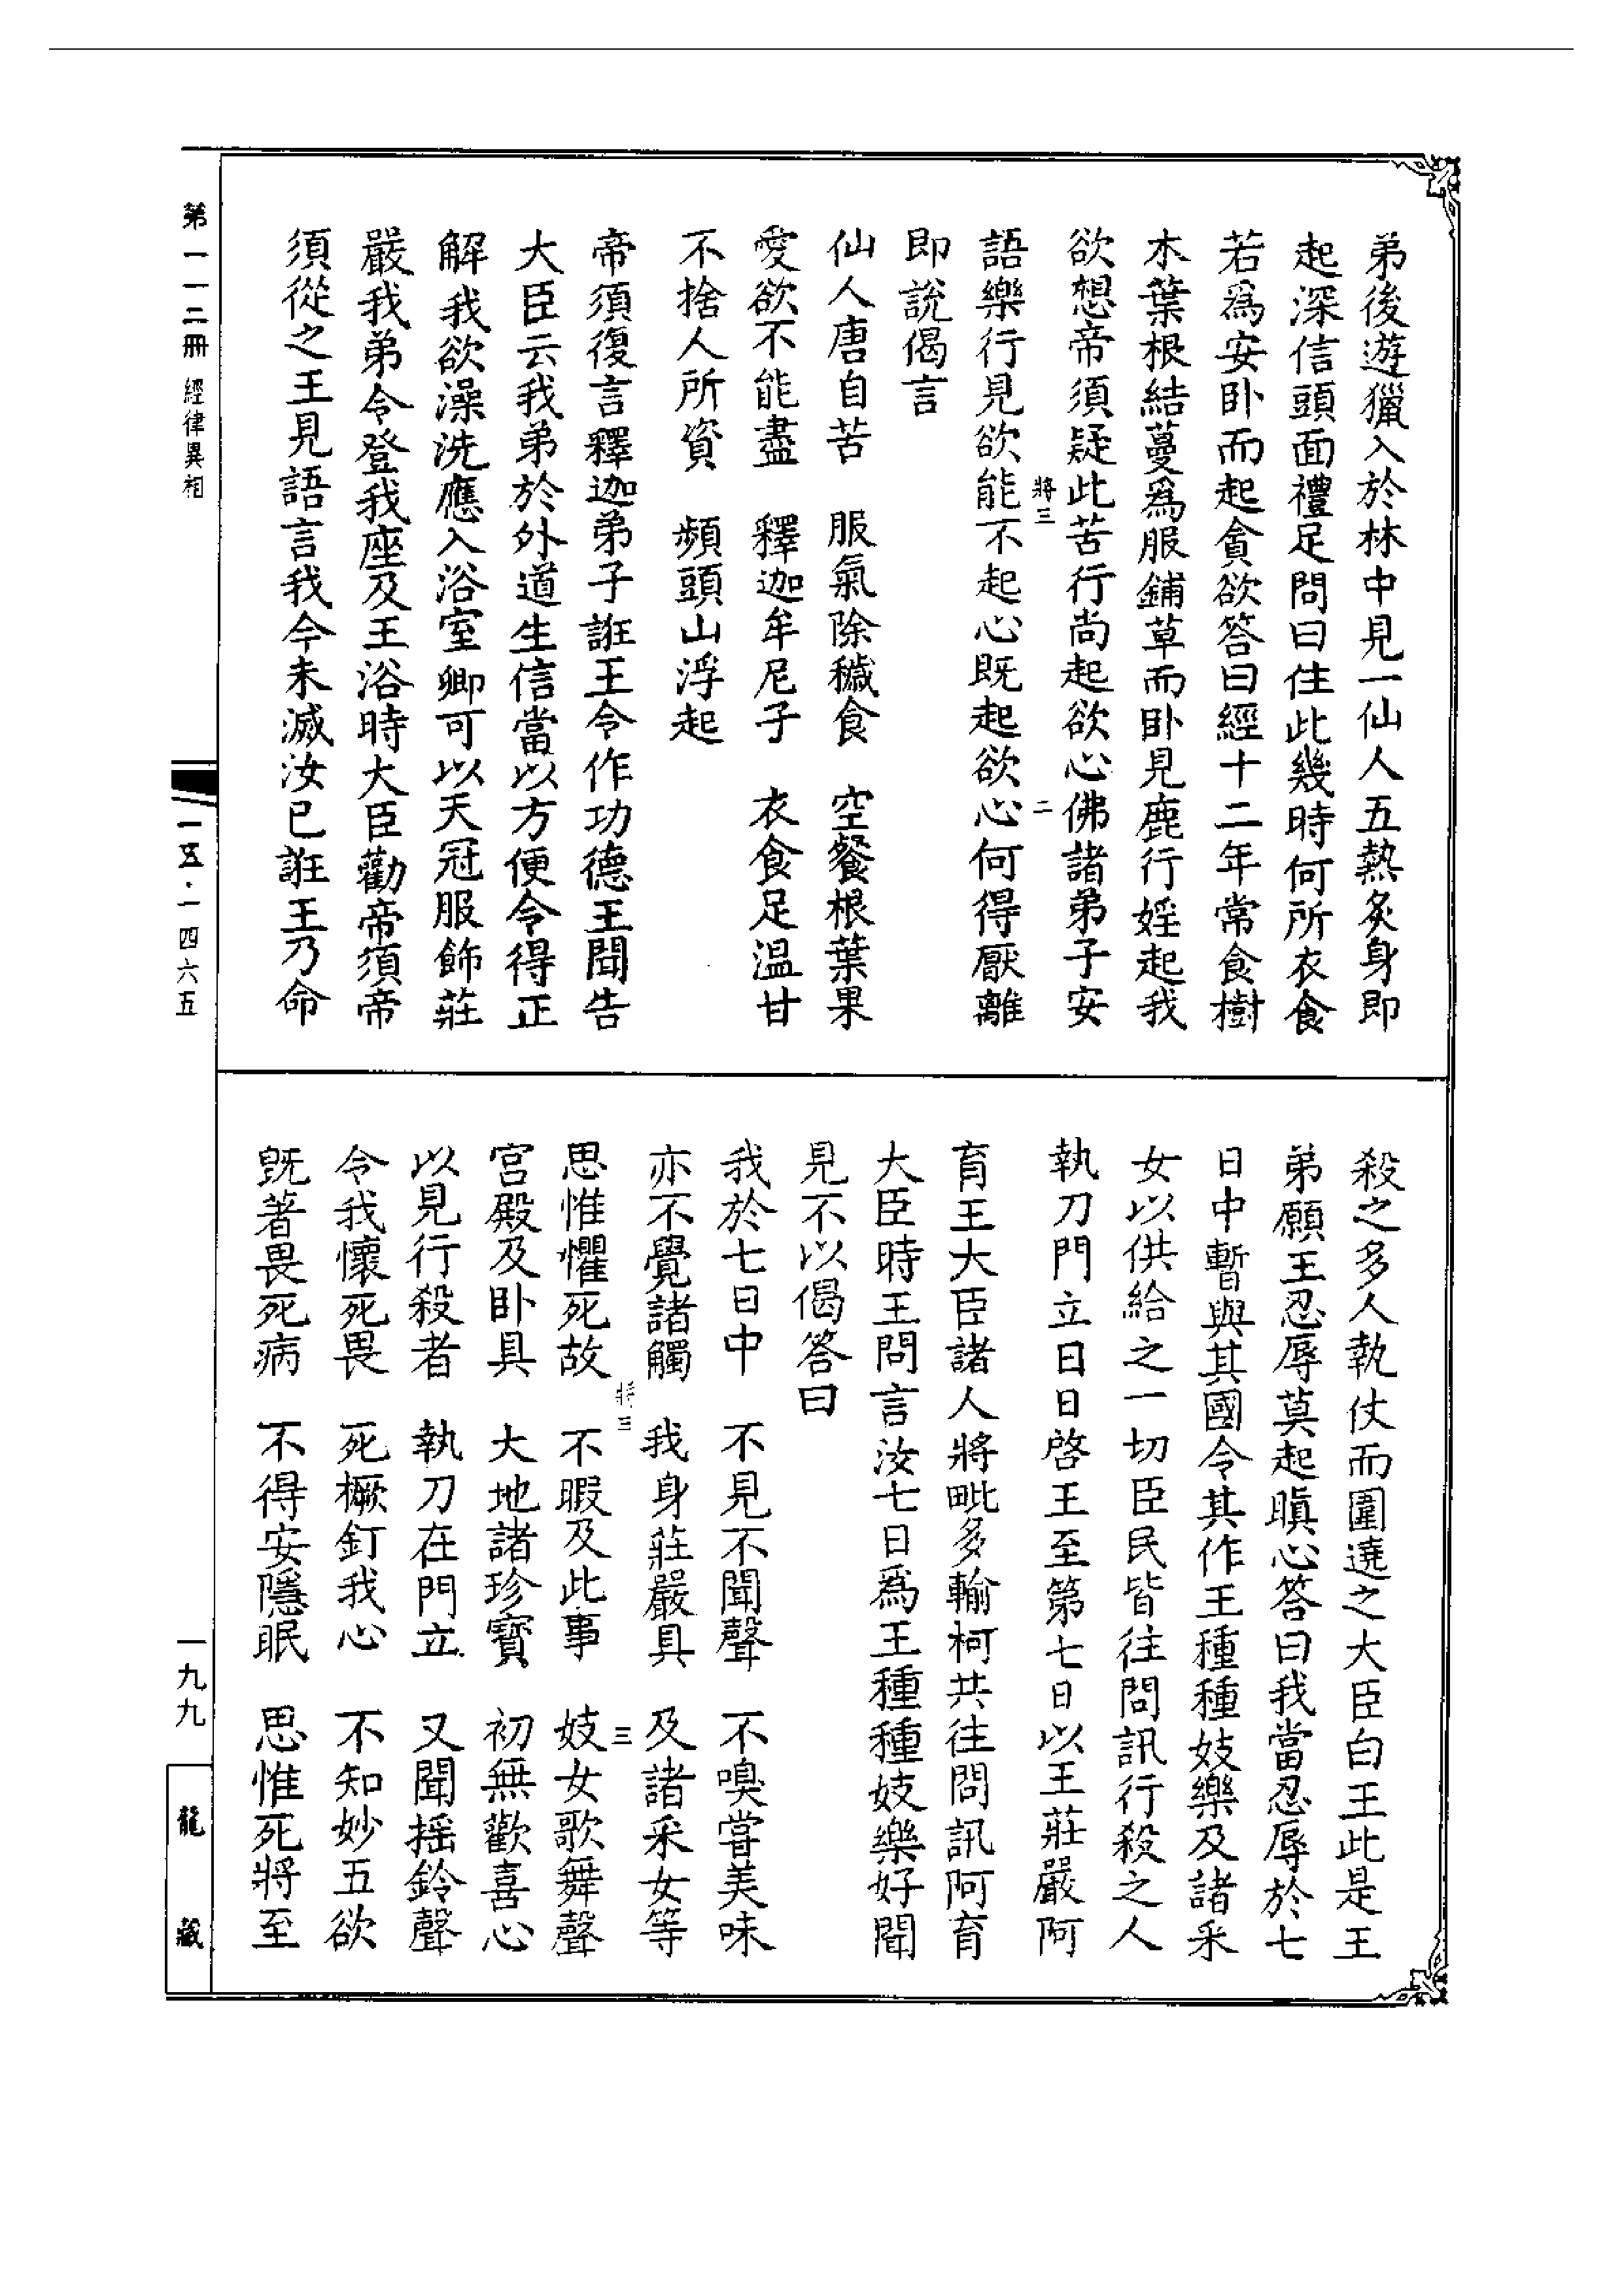 弟後遊獵入於林中見一仙人五熱炙身即
起深信頭面禮足問曰住此幾時何所衣食
若爲安卧而起貪欲答曰經十二年常食樹
木葉根結蔓爲服鋪草而卧見鹿行婬起我
欲想帝須疑此苦行尚起欲心佛諸弟子安
將三
二
語樂行見欲能不起心既起欲心何得厭離
即說偈言
仙人唐自苦　服氣除穢食　空餐根葉果
愛欲不能盡　釋迦牟尼子　衣食足温甘
不捨人所資　頻頭山浮起
帝須復言釋迦弟子誑王令作功德王聞告
大臣云我弟於外道生信當以方便令得正
解我欲澡洗應入浴室卿可以天冠服飾莊
嚴我弟令登我座及王浴時大臣勸帝須帝
須從之王見語言我今未滅汝已誑王乃命
殺之多人執仗而圍遶之大臣白王此是王
弟願王忍辱莫起瞋心答曰我當忍辱於七
日中暫與其國令其作王種種妓樂及諸采
女以供給之一切臣民皆往問訊行殺之人
執刀門立日日啓王至第七日以王莊嚴阿
育王大臣諸人將毗多輸柯共往問訊阿育
大臣時王問言汝七日爲王種種妓樂好聞
見不以偈答曰
我於七日中　不見不聞聲　不嗅嘗美味
亦不覺諸觸　我身莊嚴具　及諸采女等
將三
三
思惟懼死故　不暇及此事　妓女歌舞聲
宮殿及卧具　大地諸珍寶　初無歡喜心
以見行殺者　執刀在門立　又聞摇鈴聲
令我懷死畏　死橛釘我心　不知妙五欲
既著畏死病　不得安隱眠　思惟死將至
第一一二冊　經律異相
一五·一四六五
一九九
龍藏